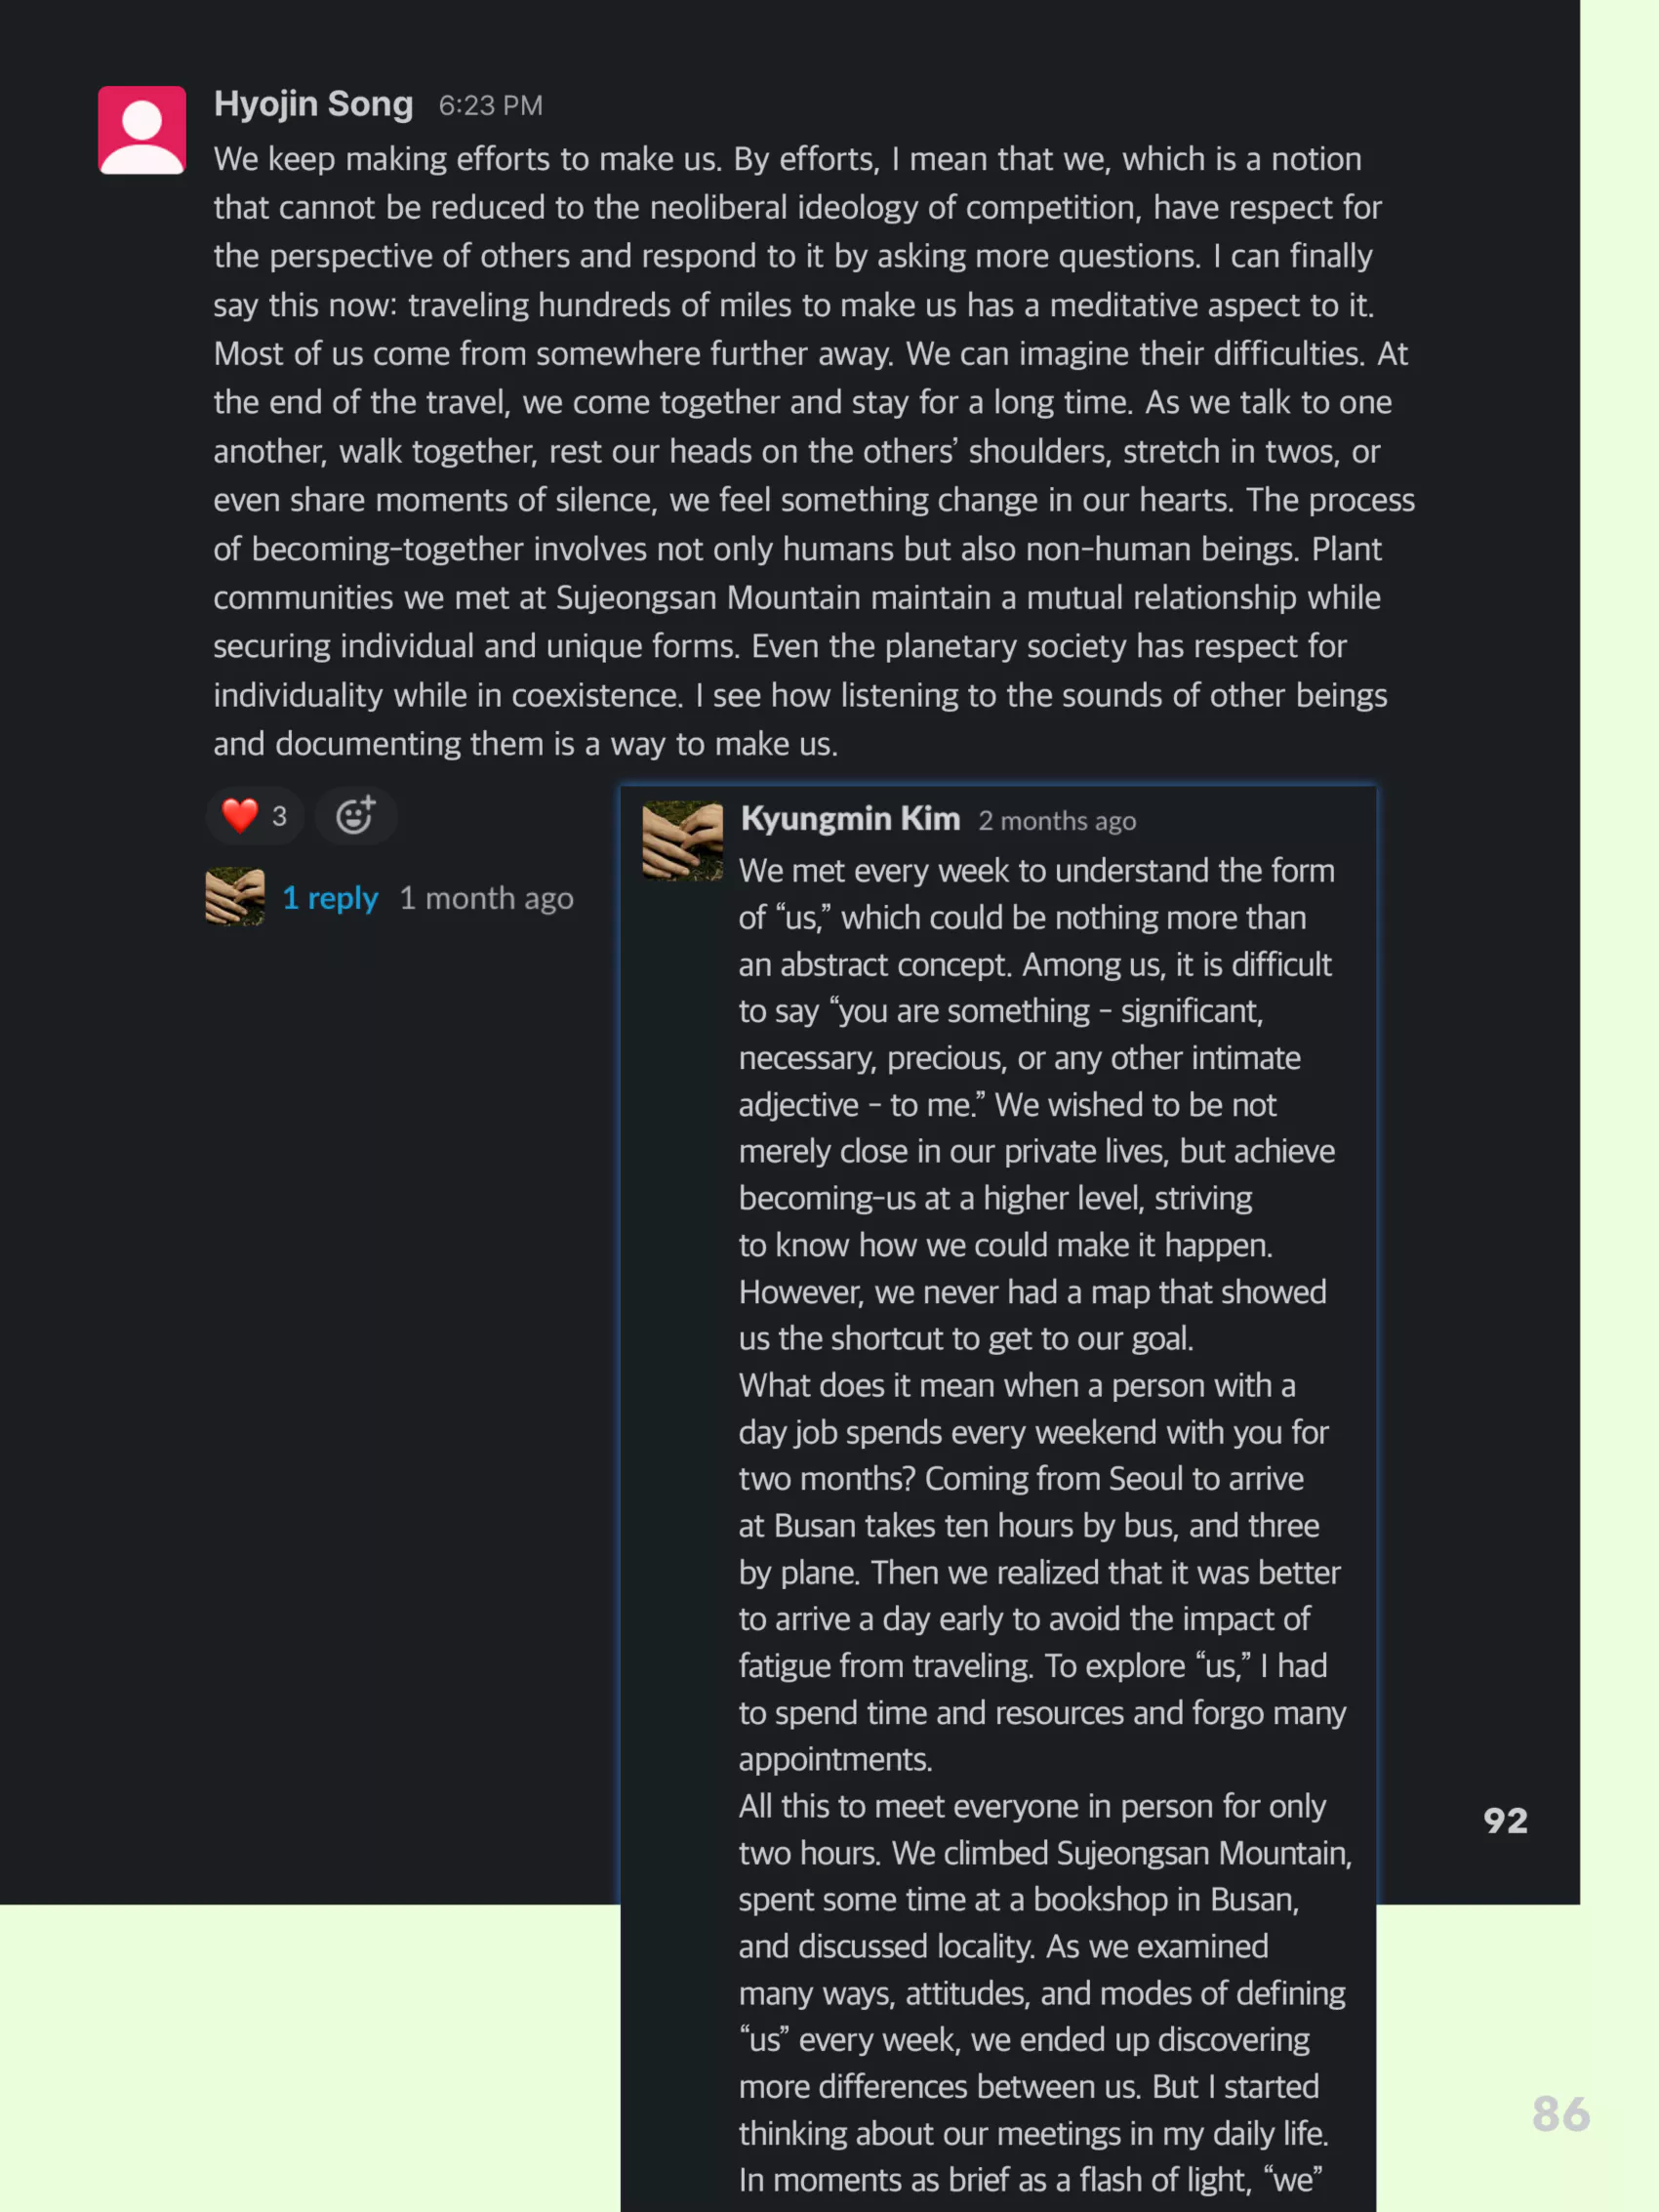 Hyojin Song 6:23 PM
We keep making efforts to make us. By efforts, I mean that we, which is a notion
that cannot be reduced to the neoliberal ideology of competition, have respect for
the perspective of others and respond to it by asking more questions. I can finally
say this now: traveling hundreds of miles to make us has a meditative aspect to it.
Most of us come from somewhere further away. We can imagine their difficulties. At
the end of the travel, we come together and stay for a long time. As we talk to one
another, walk together, rest our heads on the others’ shoulders, stretch in twos, or
even share moments of silence, we feel something change in our hearts. The process
of becoming-together involves not only humans but also non-human beings. Plant
communities we met at Sujeongsan Mountain maintain a mutual relationship while
securing individual and unique forms. Even the planetary society has respect for
individuality while in coexistence. I see how listening to the sounds of other beings
and documenting them is a way to make us.
3
1 reply 1 month ago
Kyungmin Kim 2 months ago
We met every week to understand the form
of “us,” which could be nothing more than
an abstract concept. Among us, it is difficult
to say “you are something – significant,
necessary, precious, or any other intimate
adjective – to me.” We wished to be not
merely close in our private lives, but achieve
becoming-us at a higher level, striving
to know how we could make it happen.
However, we never had a map that showed
us the shortcut to get to our goal.
What does it mean when a person with a
day job spends every weekend with you for
two months? Coming from Seoul to arrive
at Busan takes ten hours by bus, and three
by plane. Then we realized that it was better
to arrive a day early to avoid the impact of
fatigue from traveling. To explore “us,” I had
to spend time and resources and forgo many
appointments.
All this to meet everyone in person for only
two hours. We climbed Sujeongsan Mountain,
spent some time at a bookshop in Busan,
and discussed locality. As we examined
many ways, attitudes, and modes of defining
“us” every week, we ended up discovering
more differences between us. But I started
thinking about our meetings in my daily life.
In moments as brief as a flash of light, “we”
92
86